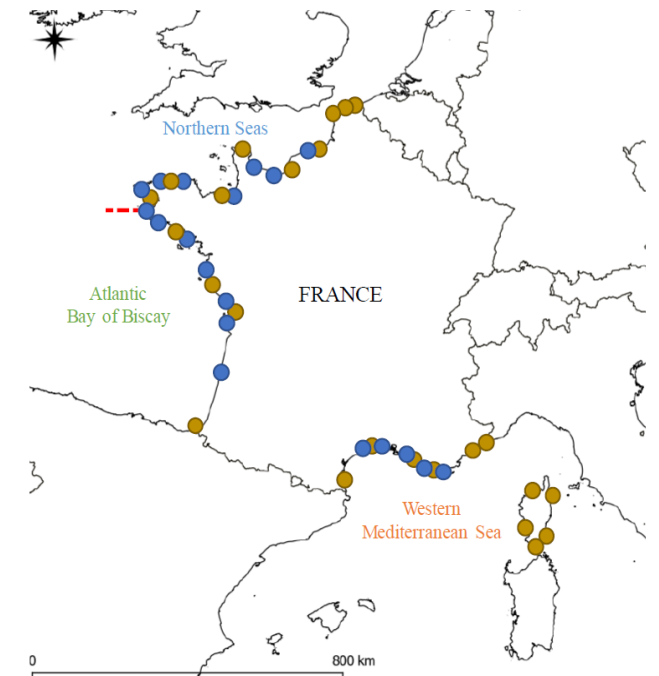 Northern Seas
FRANCE
Atlantic
Bay of Biscay
Western
Mediterranean Sea
0
800 km